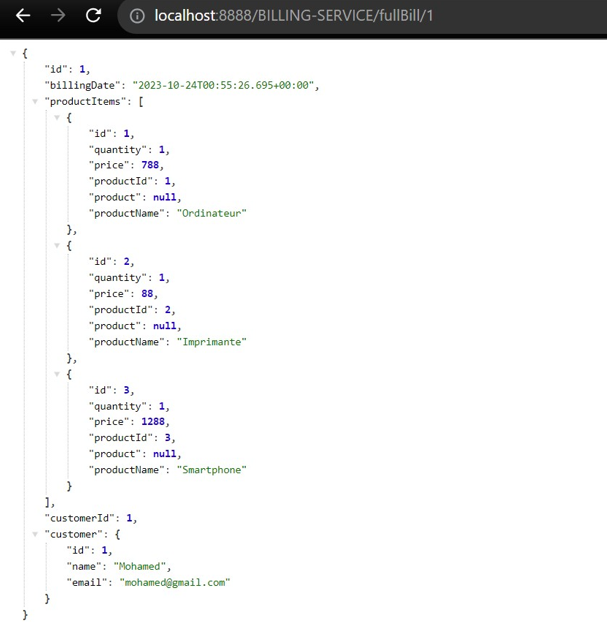 localhost:8888/BILLING-SERVICE/fullBill/1
{
"id": 1,
"billingDate": "2023-10-24T00:55:26.695+00:00",
"productItems": [
{
"id": 1,
"quantity": 1,
"price": 788,
"productId": 1,
"product": null,
"productName": "Ordinateur"
},
{
"id": 2,
"quantity": 1,
"price": 88,
"productId": 2,
"product": null,
"productName": "Imprimante"
},
{
"id": 3,
"quantity": 1,
"price": 1288,
"productId": 3,
"product": null,
"productName": "Smartphone"
}
],
"customerId": 1,
"customer": {
"id": 1,
"name": "Mohamed",
"email": "mohamed@gmail.com"
}
}